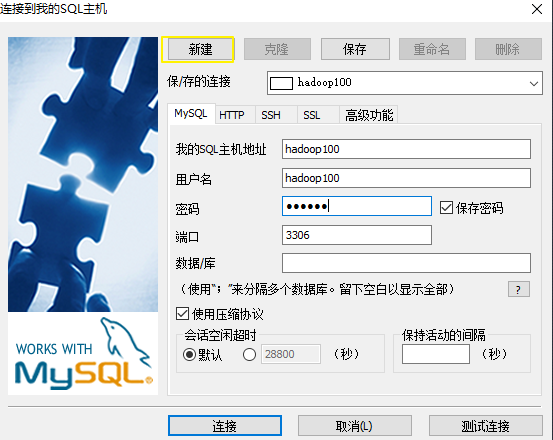 连接到我的SQL主机
新建 克隆 保存 重命名 删除
保/存的连接 hadoop100
MySQL HTTP SSH SSL 高级功能
我的SQL主机地址 hadoop100
用户名 hadoop100
密码 ●●●●●● 保存密码
端口 3306
数据/库
（使用“；”来分隔多个数据库。留下空白以显示全部） ?
使用压缩协议
会话空闲超时 保持活动的间隔
默认 28800 （秒） （秒）
WORKS WITH
MySQL®
连接 取消(L) 测试连接